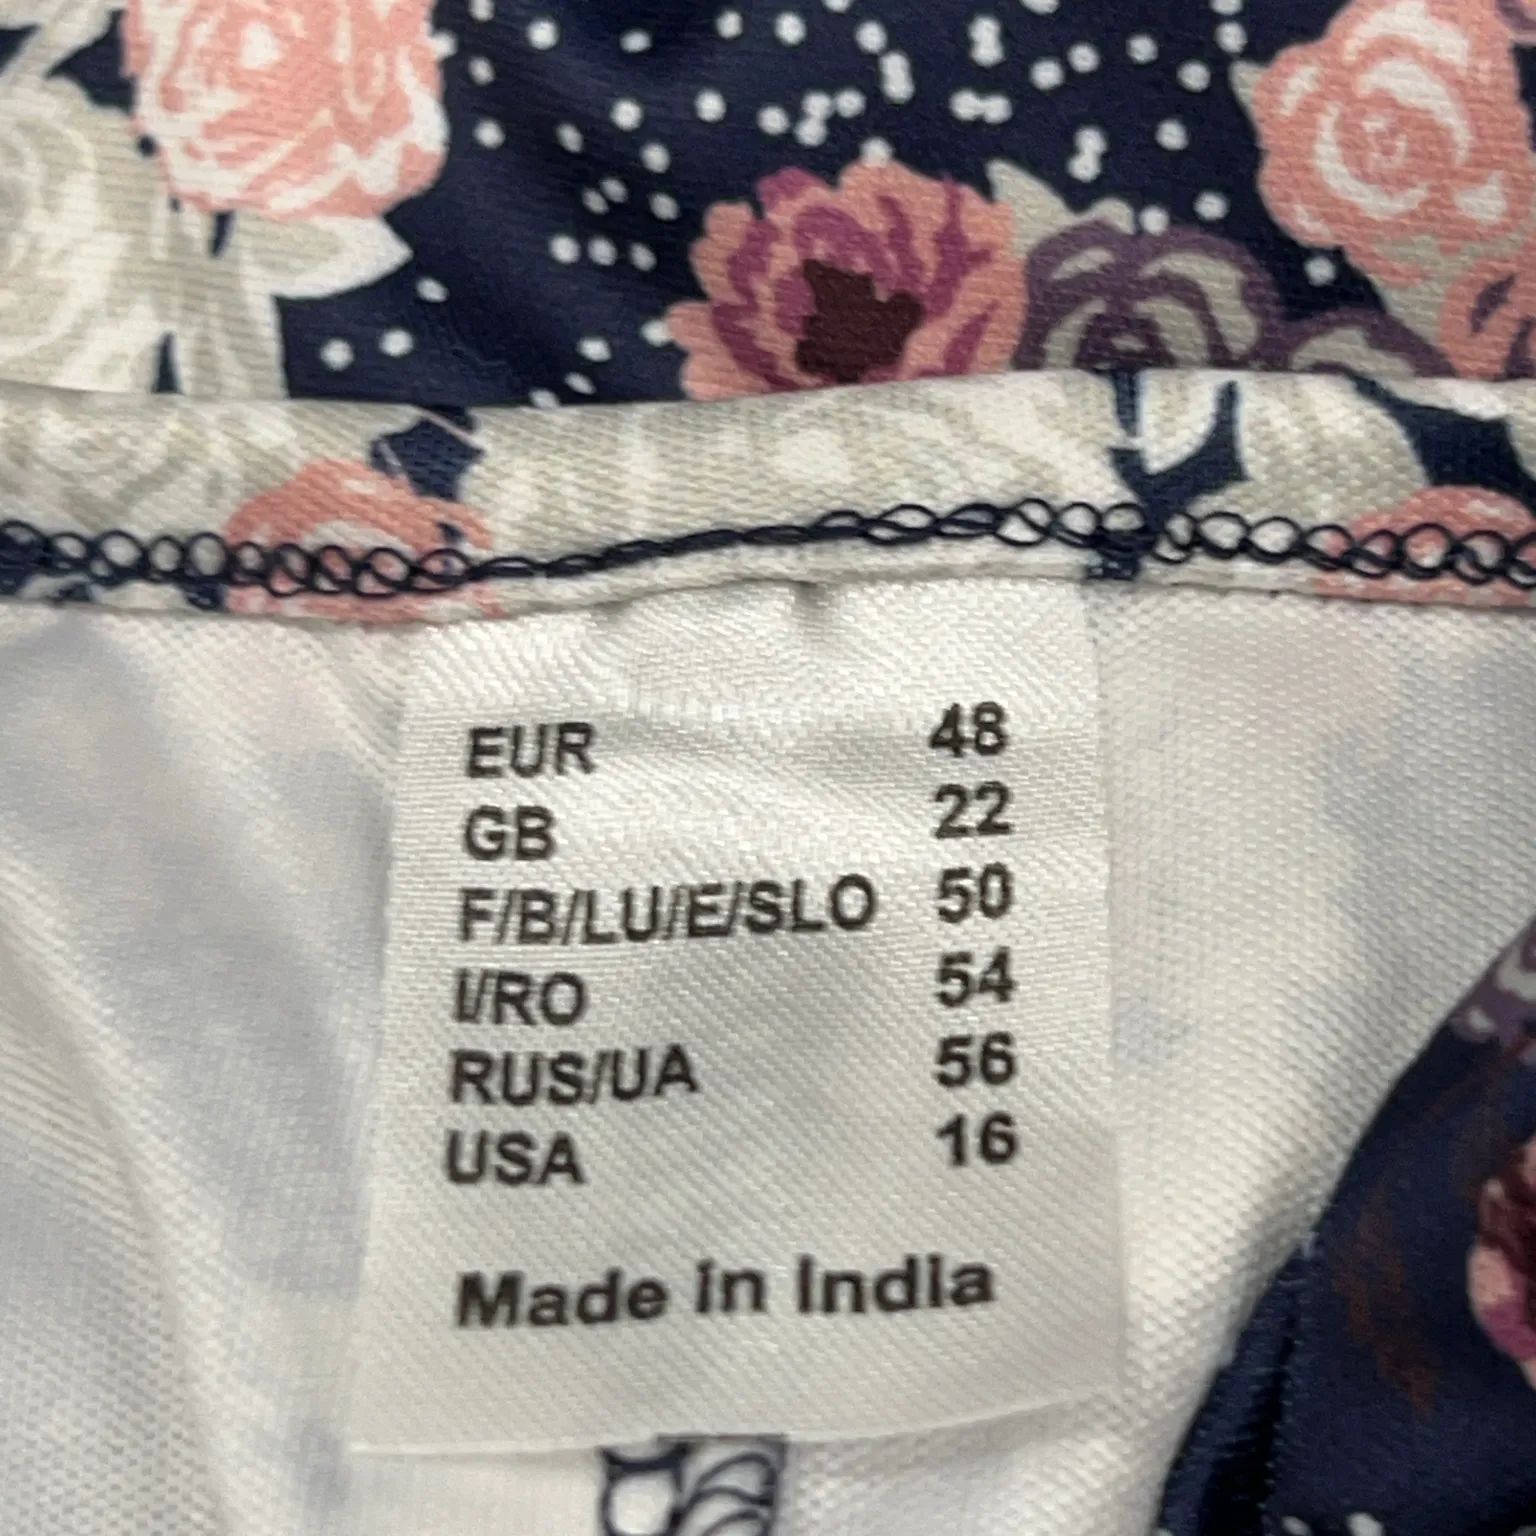 EUR 48
GB 22
F/B/LU/E/SLO 50
I/RO 54
RUS/UA 56
USA 16
Made in India